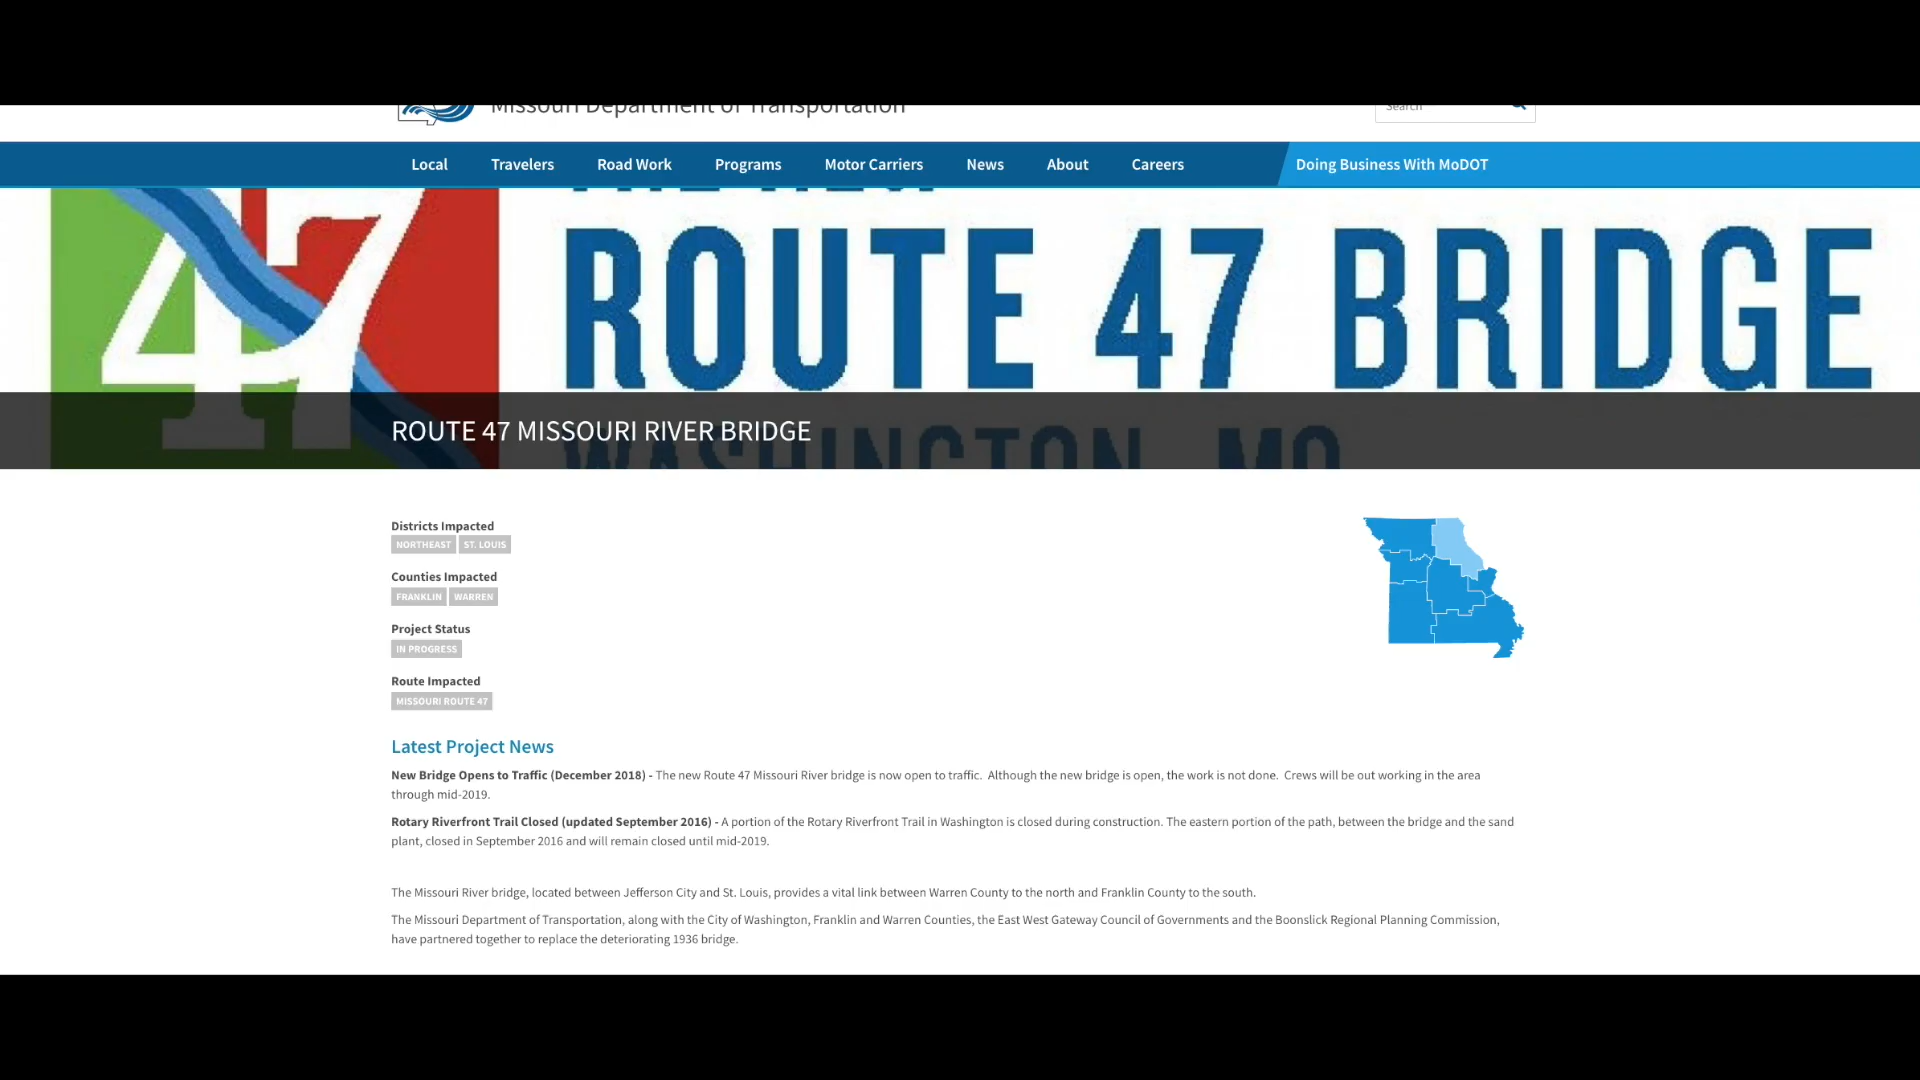 Missouri Department of Transportation
Search
Local Travelers Road Work Programs Motor Carriers News About Careers Doing Business With MoDOT
47 ROUTE 47 BRIDGE
WASHINGTON, MO
ROUTE 47 MISSOURI RIVER BRIDGE
Districts Impacted
NORTHEAST ST. LOUIS
Counties Impacted
FRANKLIN WARREN
Project Status
IN PROGRESS
Route Impacted
MISSOURI ROUTE 47
Latest Project News
New Bridge Opens to Traffic (December 2018) - The new Route 47 Missouri River bridge is now open to traffic. Although the new bridge is open, the work is not done. Crews will be out working in the area
through mid-2019.
Rotary Riverfront Trail Closed (updated September 2016) - A portion of the Rotary Riverfront Trail in Washington is closed during construction. The eastern portion of the path, between the bridge and the sand
plant, closed in September 2016 and will remain closed until mid-2019.
The Missouri River bridge, located between Jefferson City and St. Louis, provides a vital link between Warren County to the north and Franklin County to the south.
The Missouri Department of Transportation, along with the City of Washington, Franklin and Warren Counties, the East West Gateway Council of Governments and the Boonslick Regional Planning Commission,
have partnered together to replace the deteriorating 1936 bridge.